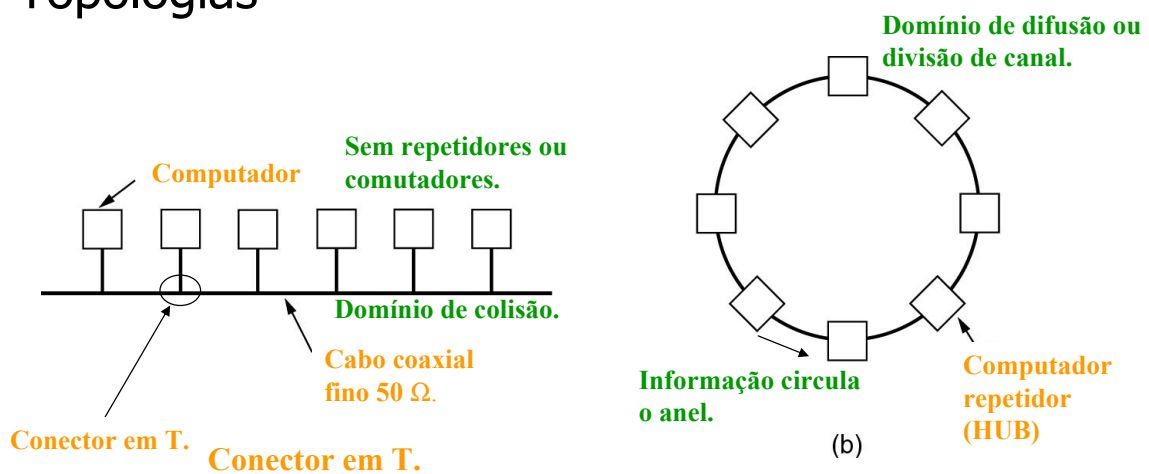 Topologias
Domínio de difusão ou
divisão de canal.
Sem repetidores ou
comutadores.
Computador
Domínio de colisão.
Cabo coaxial
fino 50 Ω.
Conector em T.
Conector em T.
Informação circula
o anel.
Computador
repetidor
(HUB)
(b)